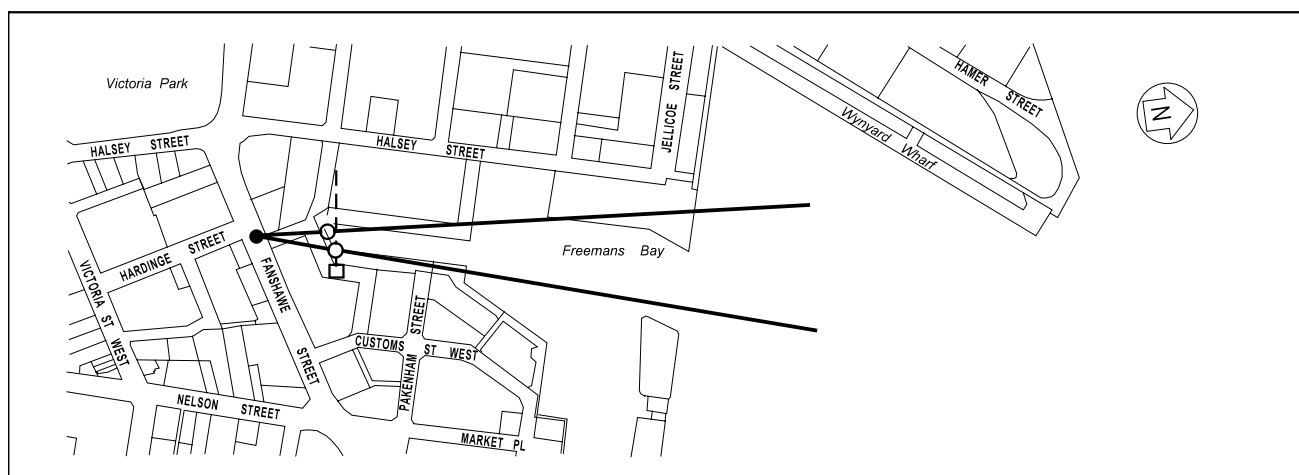 Victoria Park
HALSEY STREET
HALSEY STREET
JELLICOE STREET
HAMER STREET
Wynyard Wharf
N
Freemans Bay
HARDINGE STREET
VICTORIA ST WEST
FANSHAWE STREET
PAKENHAM STREET
CUSTOMS ST WEST
NELSON STREET
MARKET PL